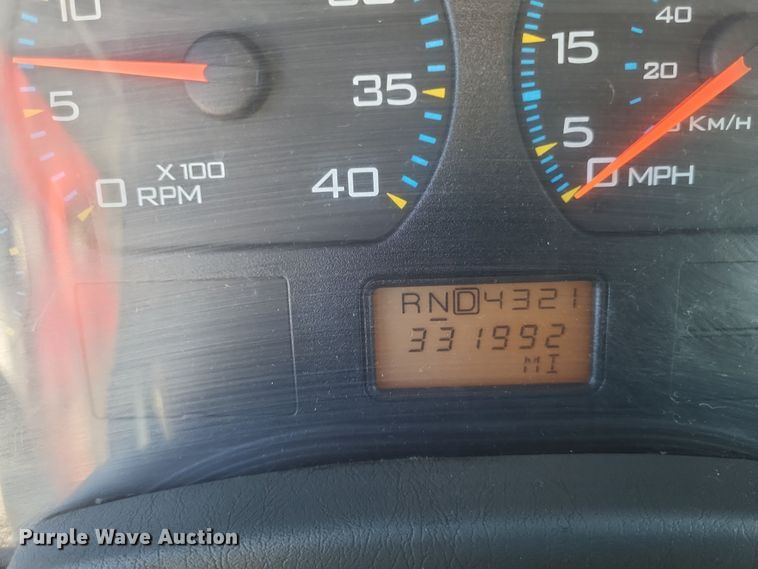 10
5
0
X100
RPM
35
40
40
15
20
5
KM/H
0 MPH
RND4321
331992
MI
Purple Wave Auction